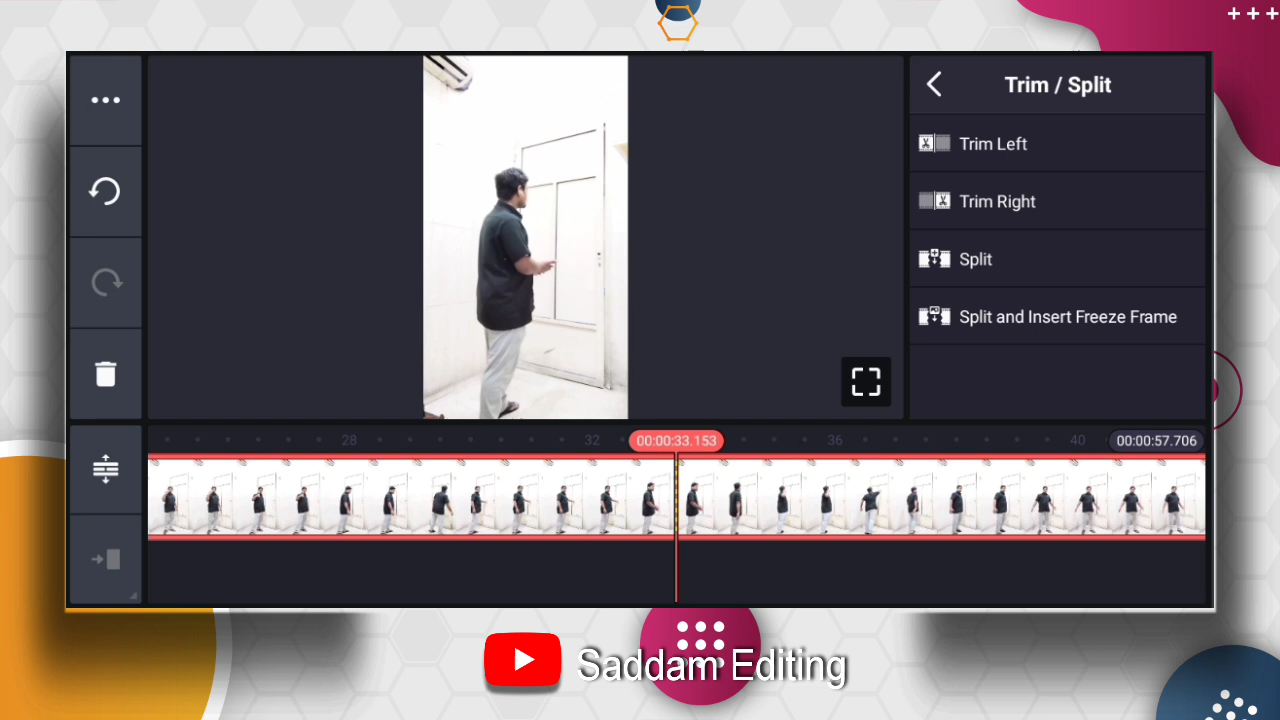 Trim / Split
Trim Left
Trim Right
Split
Split and Insert Freeze Frame
28 32 00:00:33.153 36 40 00:00:57.706
Saddam Editing